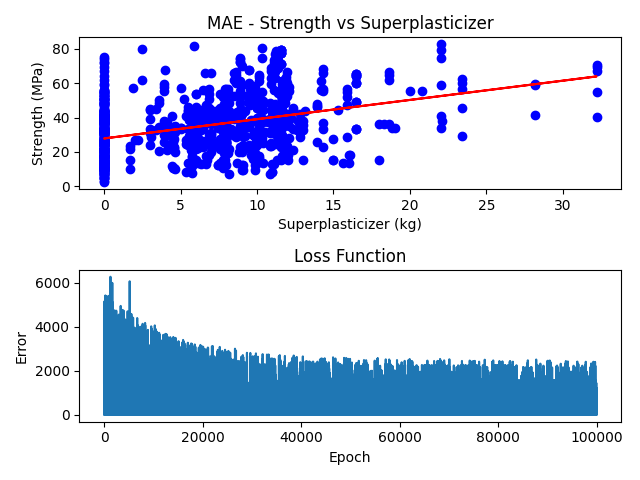 MAE - Strength vs Superplasticizer
Strength (MPa)
80
60
40
20
0
0 5 10 15 20 25 30
Superplasticizer (kg)
Loss Function
Error
6000
4000
2000
0
0 20000 40000 60000 80000 100000
Epoch